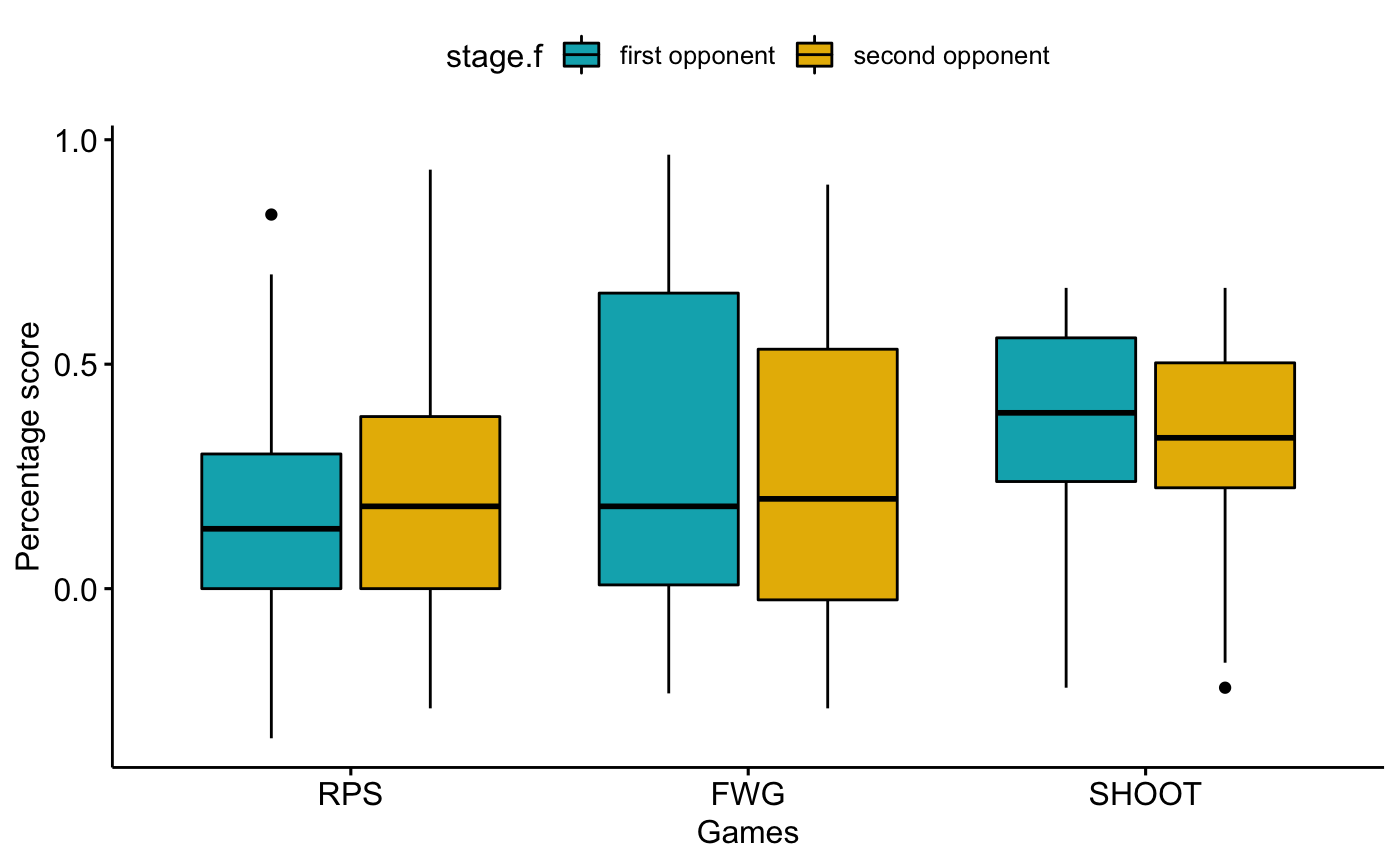 stage.f first opponent second opponent
1.0
0.5
0.0
Percentage score
RPS FWG SHOOT
Games